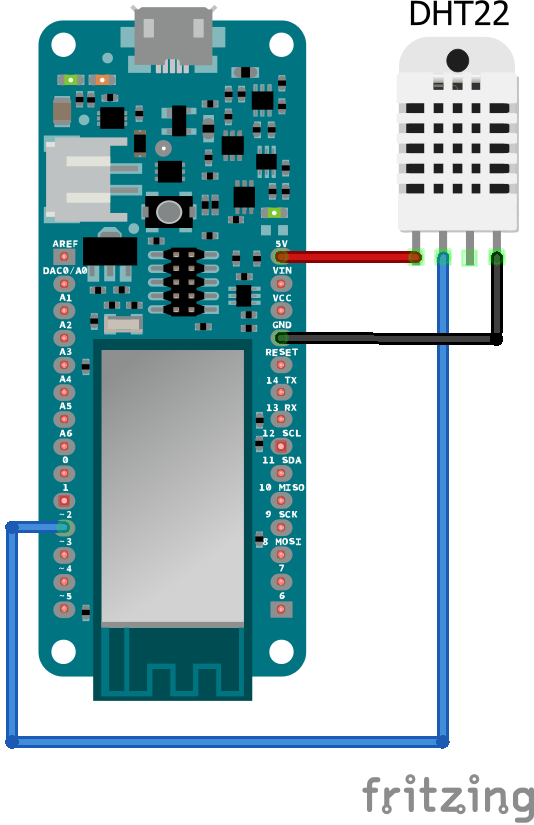 DHT22
AREF
DAC0/A0
A1
A2
A3
A4
A5
A6
0
1
~2
~3
~4
~5
5V
VIN
VCC
GND
RESET
14 TX
13 RX
12 SCL
11 SDA
10 MISO
9 SCK
8 MOSI
7
6
fritzing